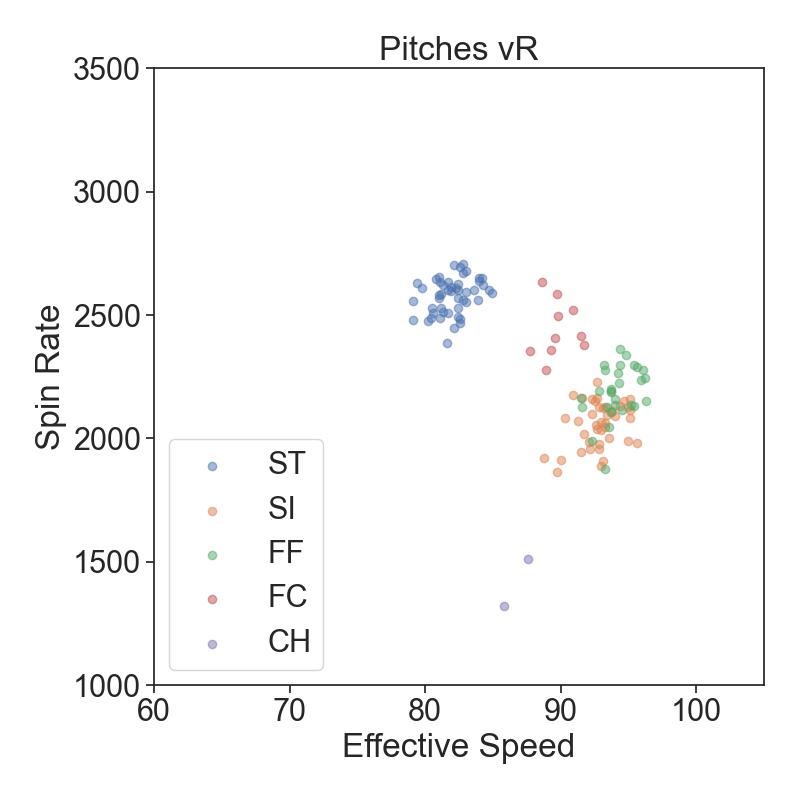 Pitches vR
3500
3000
2500
2000
1500
1000
Spin Rate
ST
SI
FF
FC
CH
60 70 80 90 100
Effective Speed